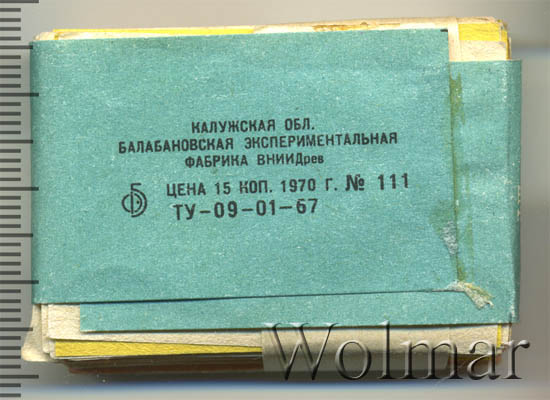 КАЛУЖСКАЯ ОБЛ.
БАЛАБАНОВСКАЯ ЭКСПЕРИМЕНТАЛЬНАЯ
ФАБРИКА ВНИИДрев
ЦЕНА 15 КОП. 1970 Г. № 111
ТУ-09-01-67
Wolmar